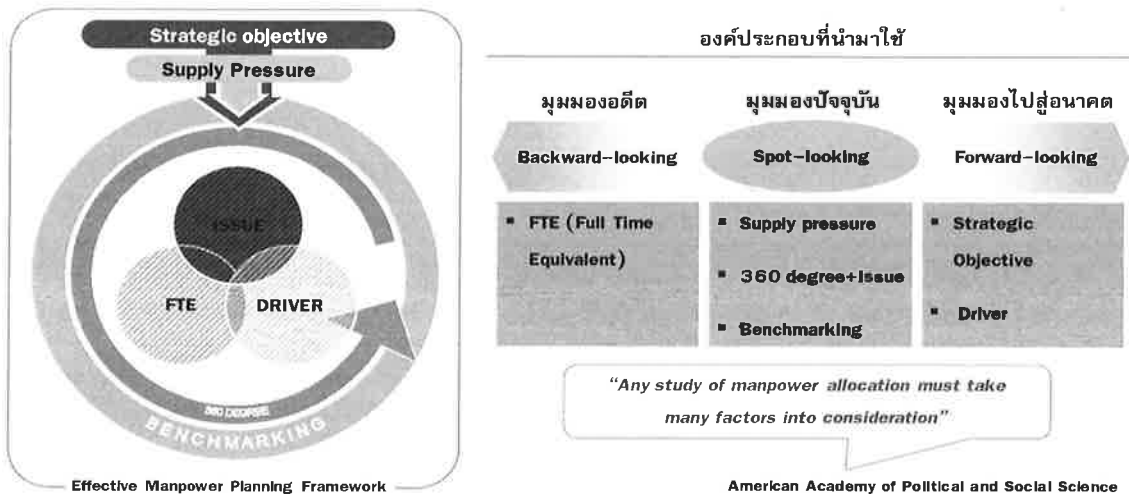 Strategic objective
Supply Pressure
ISSUE
FTE
DRIVER
360 DEGREE
BENCHMARKING
Effective Manpower Planning Framework
องค์ประกอบที่นำมาใช้
มุมมองอดีต
มุมมองปัจจุบัน
มุมมองไปสู่อนาคต
Backward-looking
Spot-looking
Forward-looking
▪ FTE (Full Time
Equivalent)
▪ Supply pressure
▪ 360 degree+Issue
▪ Benchmarking
▪ Strategic
Objective
▪ Driver
"Any study of manpower allocation must take
many factors into consideration"
American Academy of Political and Social Science